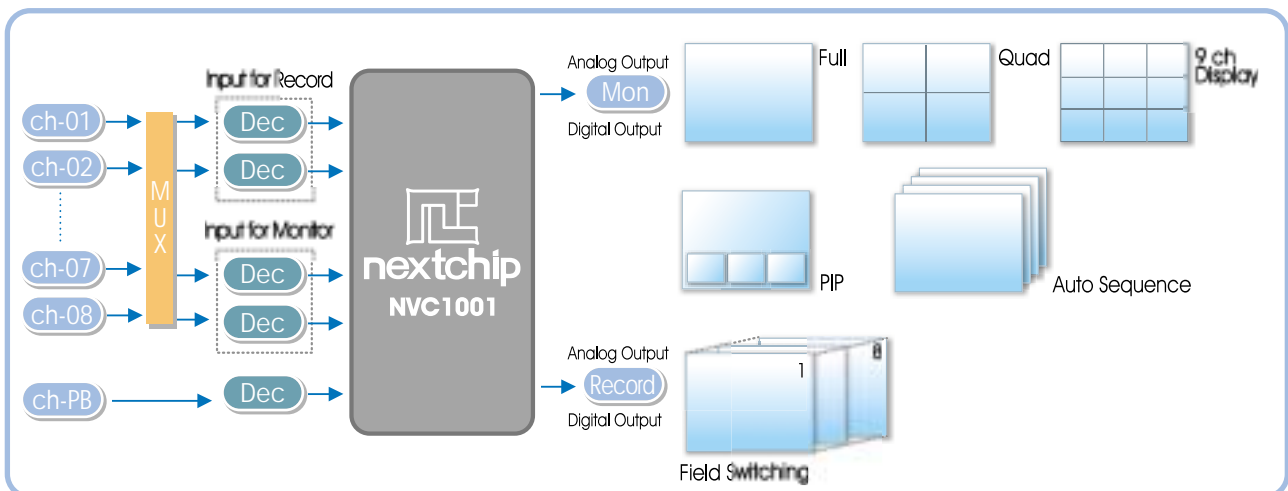 Input for Record
ch-01
ch-02
ch-07
ch-08
ch-PB
MUX
Dec
Dec
Input for Monitor
Dec
Dec
Dec
nextchip
NVC1001
Analog Output
Mon
Digital Output
Full
Quad
9 ch
Display
PIP
Auto Sequence
Analog Output
Record
Digital Output
1
8
Field Switching